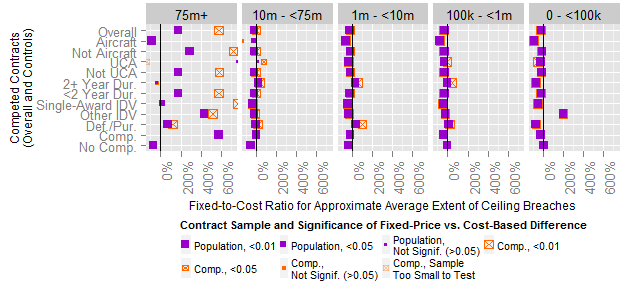 75m+ 10m - <75m 1m - <10m 100k - <1m 0 - <100k
Completed Contracts
(Overall and Controls)
Overall
Aircraft
Not Aircraft
UCA
Not UCA
2+ Year Dur.
<2 Year Dur.
Single-Award IDV
Other IDV
Def./Pur.
Comp.
No Comp.
0% 200% 400% 600% 0% 200% 400% 600% 0% 200% 400% 600% 0% 200% 400% 600% 0% 200% 400% 600%
Fixed-to-Cost Ratio for Approximate Average Extent of Ceiling Breaches
Contract Sample and Significance of Fixed-Price vs. Cost-Based Difference
Population, <0.01 Population, <0.05 Population, Not Signif. (>0.05) Comp., <0.01
Comp., <0.05 Comp., Not Signif. (>0.05) Comp., Sample Too Small to Test